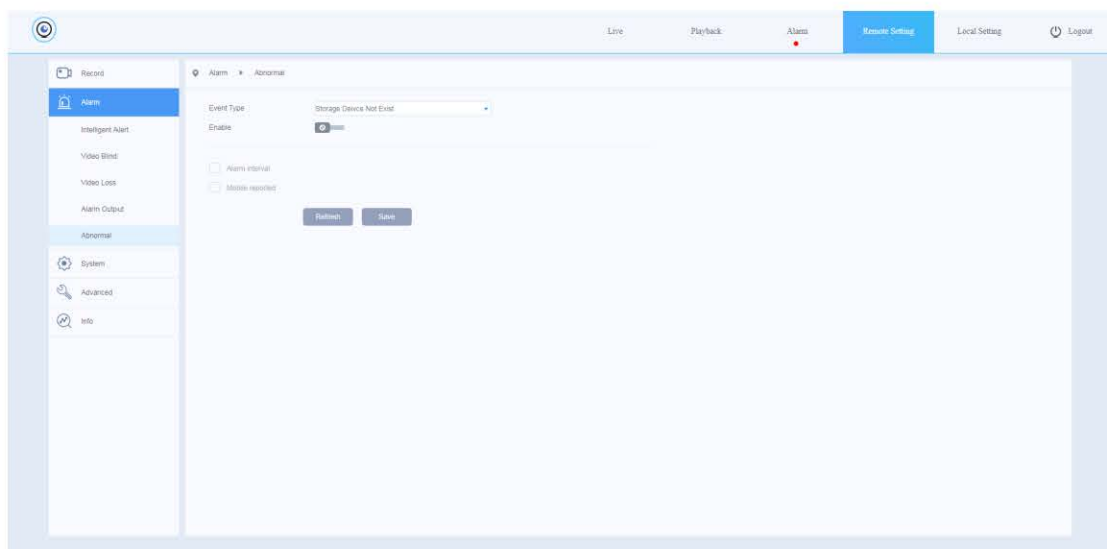 Live Playback Alarm Remote Setting Local Setting Logout
Record
Alarm
Intelligent Alert
Video Blind
Video Loss
Alarm Output
Abnormal
System
Advanced
Info
Alarm Abnormal
Event Type Storage Device Not Exist
Enable
Alarm interval
Mobile reported
Refresh Save